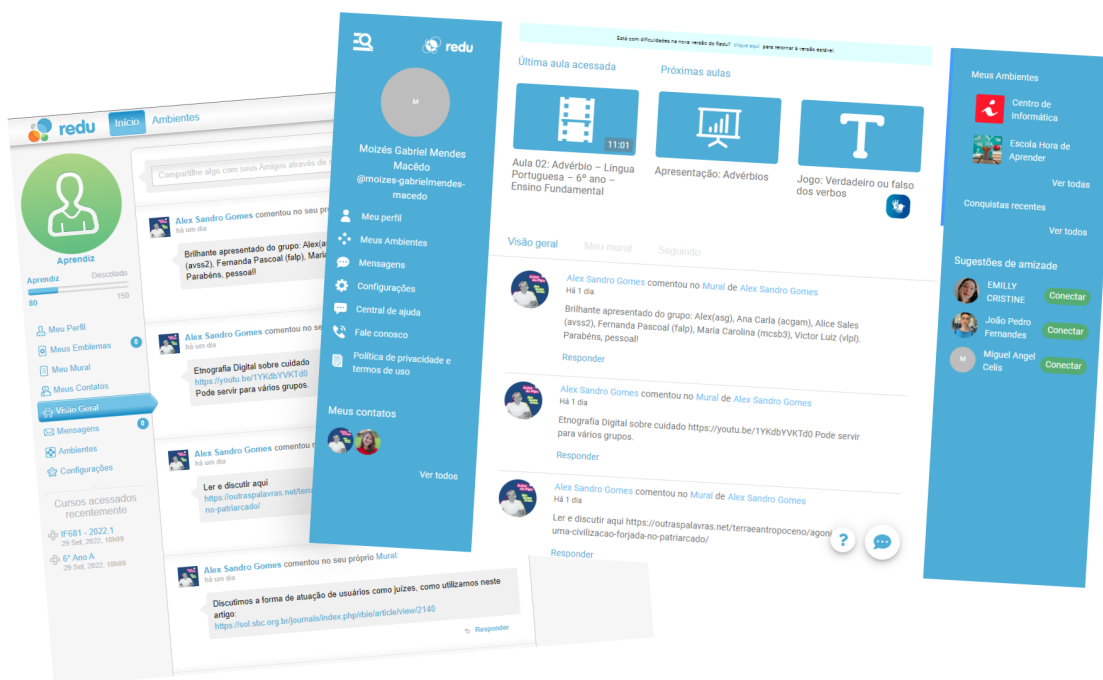 redu
Início
Ambientes
Compartilhe algo com seus Amigos através de
Aprendiz
Aprendiz
Descolado
80
150
Meu Perfil
Meus Emblemas
0
Meu Mural
Meus Contatos
Visão Geral
Mensagens
0
Ambientes
Configurações
Cursos acessados
recentemente
IF681 - 2022.1
29 Set, 2022, 18h09
6° Ano A
29 Set, 2022, 18h09
Alex Sandro Gomes comentou no seu pró
há um dia
Brilhante apresentado do grupo: Alex(a
(avss2), Fernanda Pascoal (falp), Maria
Parabéns, pessoal!
Alex Sandro Gomes comentou no se
há um dia
Etnografia Digital sobre cuidado
https://youtu.be/1YKdbYVKTd0
Pode servir para vários grupos.
Alex Sandro Gomes comentou
há um dia
Ler e discutir aqui
https://outraspalavras.net/terra
no-patriarcado/
Alex Sandro Gomes comentou no seu próprio Mural:
há um dia
Discutimos a forma de atuação de usuários como juízes, como utilizamos neste
artigo:
https://sol.sbc.org.br/journals/index.php/rbie/article/view/2140
Responder
redu
M
Moizés Gabriel Mendes
Macêdo
@moizes-gabrielmendes-
macedo
Meu perfil
Meus Ambientes
Mensagens
Configurações
Central de ajuda
Fale conosco
Política de privacidade e
termos de uso
Meus contatos
Ver todos
Está com dificuldades na nova versão do Redu? clique aqui para retornar à versão estável.
Última aula acessada
Próximas aulas
11:01
Aula 02: Advérbio – Língua
Portuguesa – 6º ano –
Ensino Fundamental
Apresentação: Advérbios
T
Jogo: Verdadeiro ou falso
dos verbos
Visão geral
Meu mural
Segundo
Alex Sandro Gomes comentou no Mural de Alex Sandro Gomes
Há 1 dia
Brilhante apresentado do grupo: Alex(asg), Ana Carla (acgam), Alice Sales
(avss2), Fernanda Pascoal (falp), Maria Carolina (mcsb3), Victor Luiz (vlpl).
Parabéns, pessoal!
Responder
Alex Sandro Gomes comentou no Mural de Alex Sandro Gomes
Há 1 dia
Etnografia Digital sobre cuidado https://youtu.be/1YKdbYVKTd0 Pode servir
para vários grupos.
Responder
Alex Sandro Gomes comentou no Mural de Alex Sandro Gomes
Há 1 dia
Ler e discutir aqui https://outraspalavras.net/terraeantropoceno/agoni
uma-civilizacao-forjada-no-patriarcado/
Responder
?
Meus Ambientes
Centro de
Informática
Escola Hora de
Aprender
Ver todas
Conquistas recentes
Ver todos
Sugestões de amizade
EMILLY
CRISTINE
Conectar
João Pedro
Fernandes
Conectar
M
Miguel Angel
Celis
Conectar